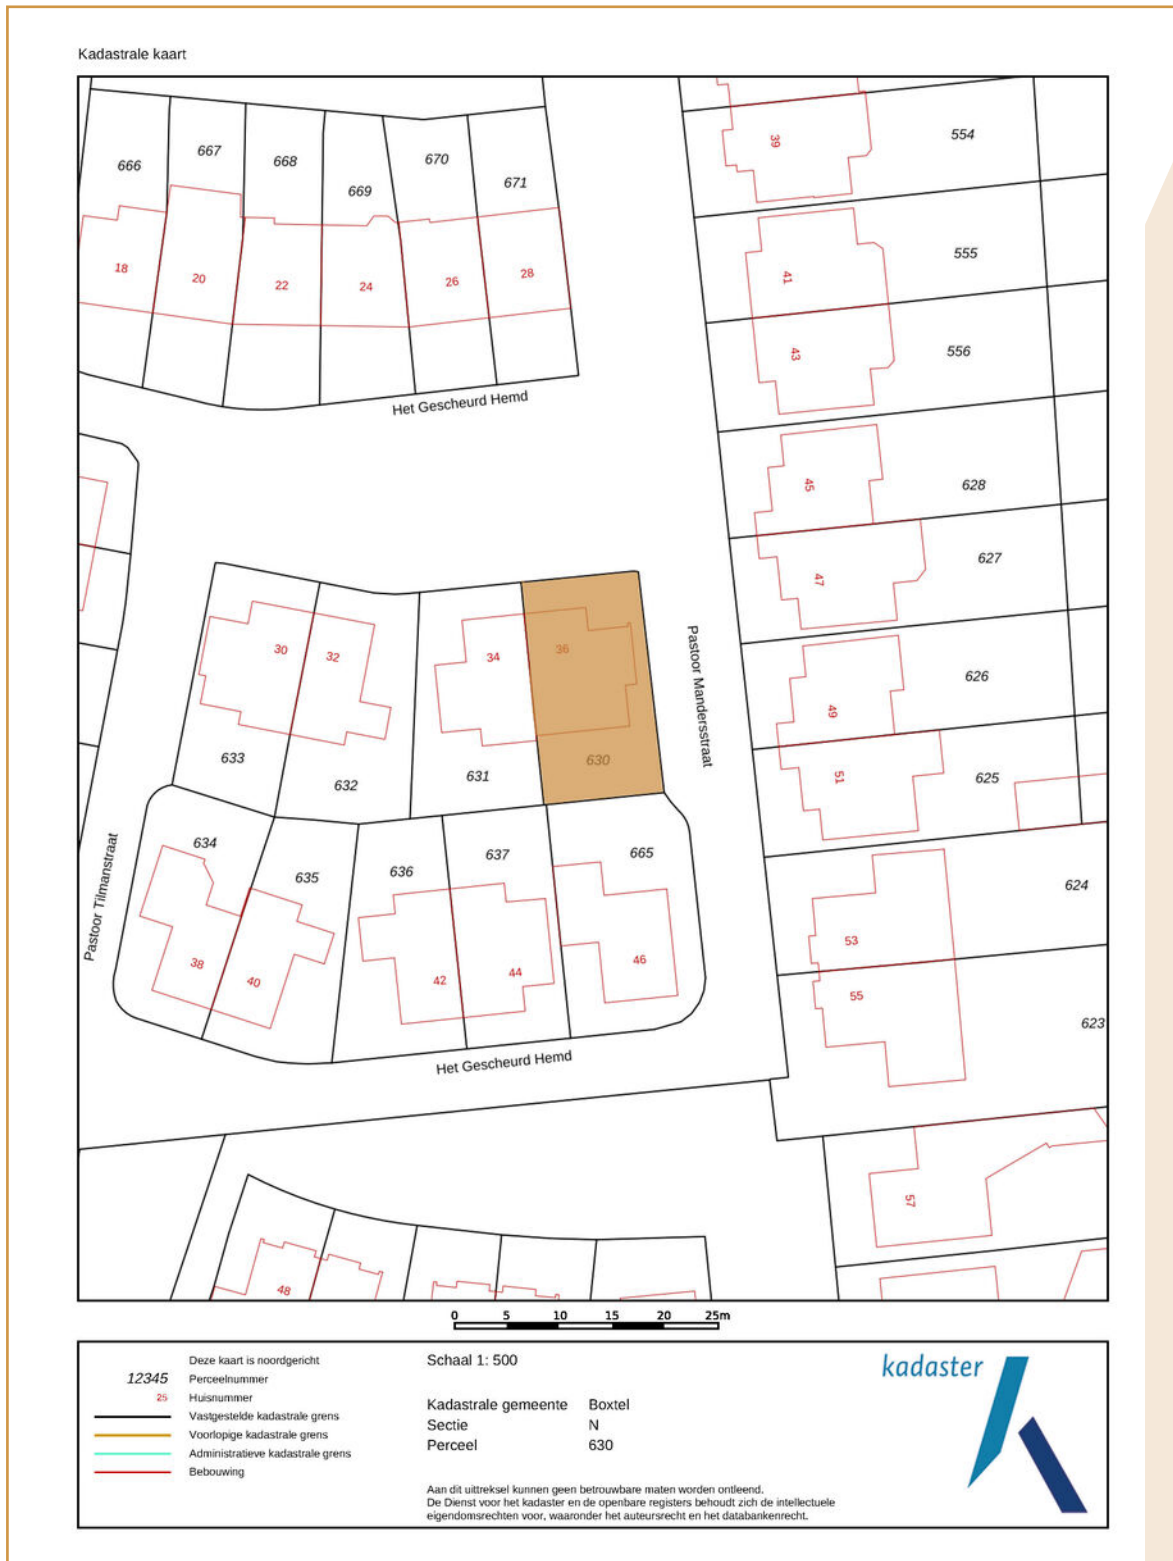 Kadastrale kaart
666
667
668
669
670
671
18
20
22
24
26
28
Het Gescheurd Hemd
39
554
41
555
43
556
45
628
47
627
49
626
51
625
53
624
55
623
57
Pastoor Mandersstraat
30
32
34
36
633
632
631
630
634
635
636
637
665
38
40
42
44
46
Pastoor Tilmanstraat
Het Gescheurd Hemd
48
0 5 10 15 20 25m
Deze kaart is noordgericht
12345 Perceelnummer
25 Huisnummer
Vastgestelde kadastrale grens
Voorlopige kadastrale grens
Administratieve kadastrale grens
Bebouwing
Schaal 1: 500
Kadastrale gemeente Boxtel
Sectie N
Perceel 630
Aan dit uittreksel kunnen geen betrouwbare maten worden ontleend.
De Dienst voor het kadaster en de openbare registers behoudt zich de intellectuele
eigendomsrechten voor, waaronder het auteursrecht en het databankenrecht.
kadaster